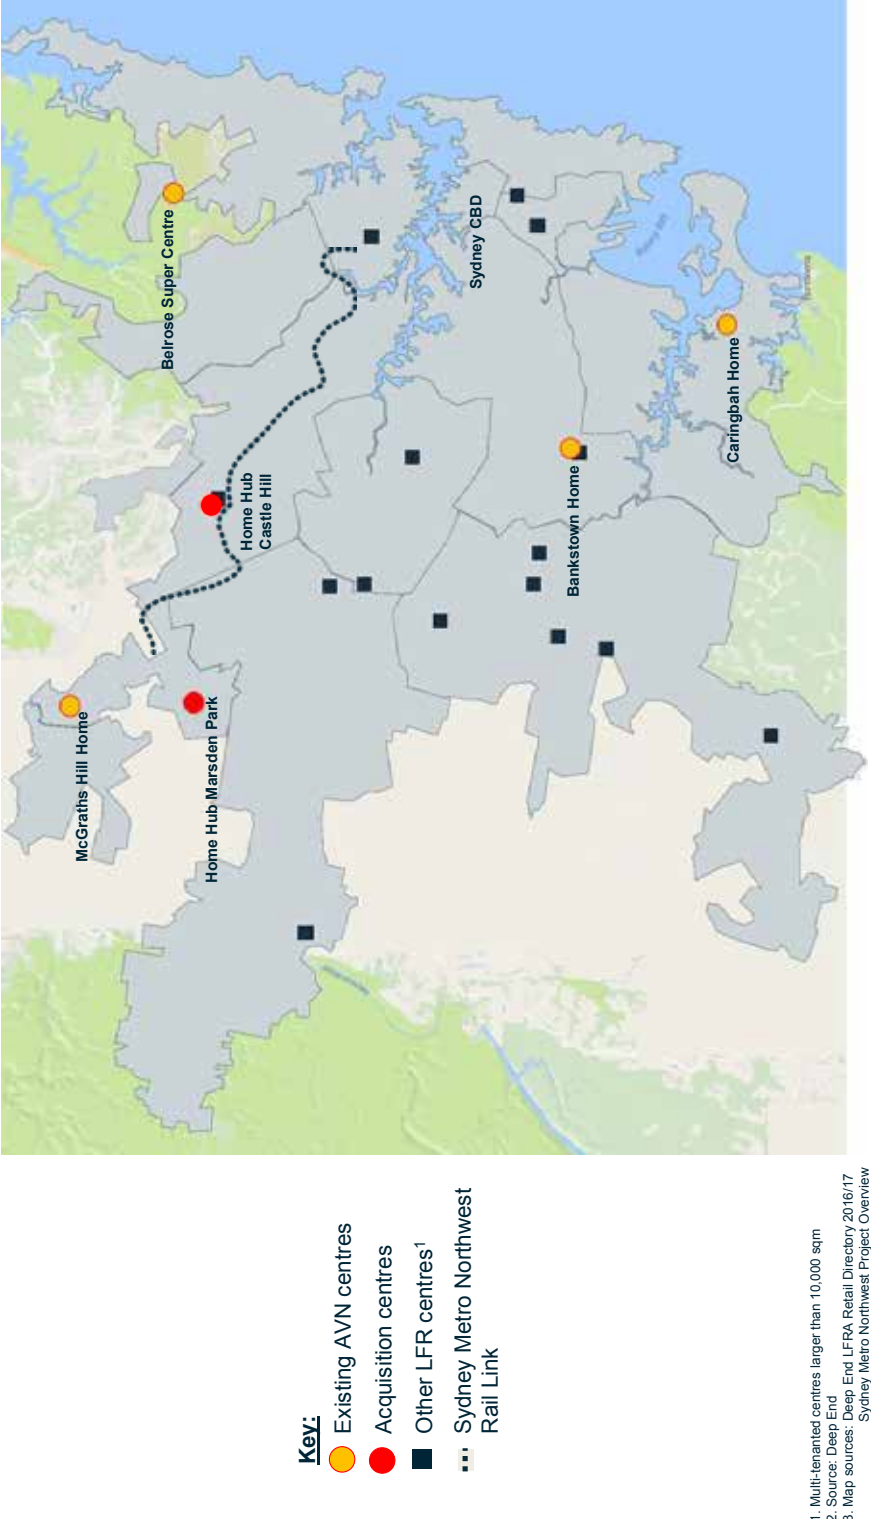 McGraths Hill Home
Belrose Super Centre
Home Hub Marsden Park
Home Hub
Castle Hill
Sydney CBD
Bankstown Home
Caringbah Home
Key:
Existing AVN centres
Acquisition centres
Other LFR centres1
Sydney Metro Northwest
Rail Link
1. Multi-tenanted centres larger than 10,000 sqm
2. Source: Deep End
3. Map sources: Deep End LFRA Retail Directory 2016/17
Sydney Metro Northwest Project Overview